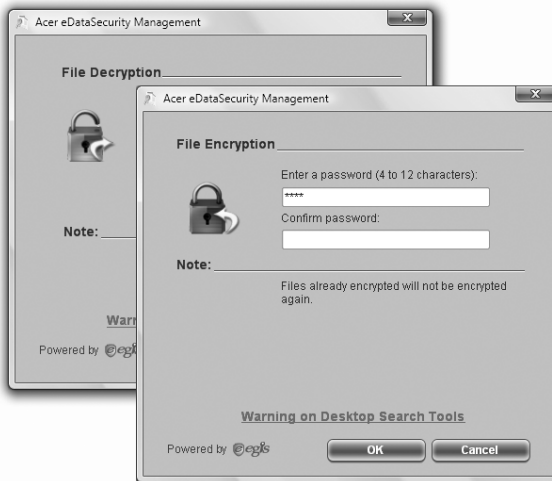 Acer eDataSecurity Management
File Decryption
Note:
Powered by egis
Acer eDataSecurity Management
File Encryption
Enter a password (4 to 12 characters):
****
Confirm password:
Note:
Files already encrypted will not be encrypted
again.
Warning on Desktop Search Tools
Powered by egis
OK
Cancel